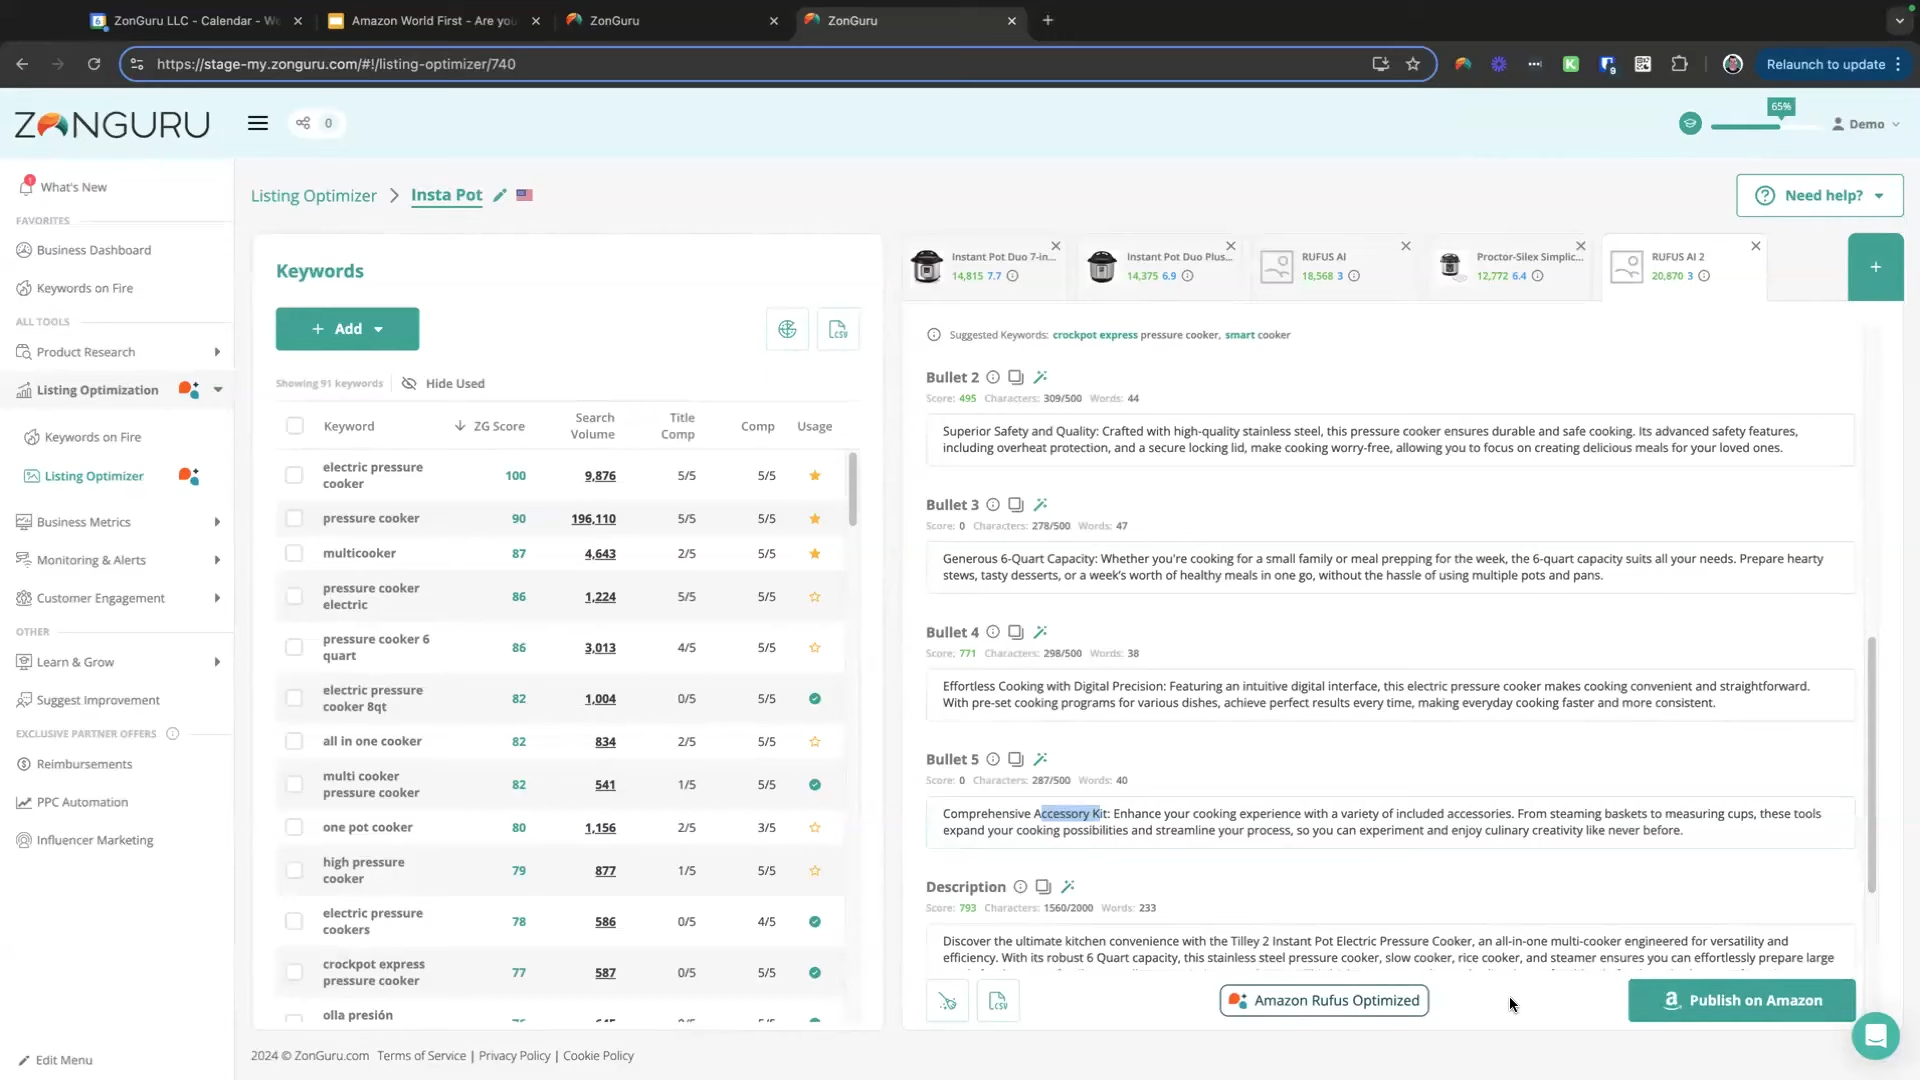 ZonGuru LLC - Calendar - We
Amazon World First - Are you
ZonGuru
ZonGuru
https://stage-my.zonguru.com/#!/listing-optimizer/740
Relaunch to update
ZONGURU
0
65%
Demo
What's New
FAVORITES
Business Dashboard
Keywords on Fire
ALL TOOLS
Product Research
Listing Optimization
Keywords on Fire
Listing Optimizer
Business Metrics
Monitoring & Alerts
Customer Engagement
OTHER
Learn & Grow
Suggest Improvement
EXCLUSIVE PARTNER OFFERS
Reimbursements
PPC Automation
Influencer Marketing
Edit Menu
Listing Optimizer > Insta Pot
Need help?
Keywords
+ Add
CSV
Showing 91 keywords
Hide Used
Keyword ZG Score Search Volume Title Comp Comp Usage
electric pressure cooker 100 9,876 5/5 5/5
pressure cooker 90 196,110 5/5 5/5
multicooker 87 4,643 2/5 5/5
pressure cooker electric 86 1,224 5/5 5/5
pressure cooker 6 quart 86 3,013 4/5 5/5
electric pressure cooker 8qt 82 1,004 0/5 5/5
all in one cooker 82 834 2/5 5/5
multi cooker pressure cooker 82 541 1/5 5/5
one pot cooker 80 1,156 2/5 3/5
high pressure cooker 79 877 1/5 5/5
electric pressure cookers 78 586 0/5 4/5
crockpot express pressure cooker 77 587 0/5 5/5
olla presión
Instant Pot Duo 7-in...
14,815 7.7
Instant Pot Duo Plus...
14,375 6.9
RUFUS AI
18,568 3
Proctor-Silex Simplic...
12,772 6.4
RUFUS AI 2
20,870 3
+
Suggested Keywords: crockpot express pressure cooker, smart cooker
Bullet 2
Score: 495 Characters: 309/500 Words: 44
Superior Safety and Quality: Crafted with high-quality stainless steel, this pressure cooker ensures durable and safe cooking. Its advanced safety features,
including overheat protection, and a secure locking lid, make cooking worry-free, allowing you to focus on creating delicious meals for your loved ones.
Bullet 3
Score: 0 Characters: 278/500 Words: 47
Generous 6-Quart Capacity: Whether you're cooking for a small family or meal prepping for the week, the 6-quart capacity suits all your needs. Prepare hearty
stews, tasty desserts, or a week's worth of healthy meals in one go, without the hassle of using multiple pots and pans.
Bullet 4
Score: 771 Characters: 298/500 Words: 38
Effortless Cooking with Digital Precision: Featuring an intuitive digital interface, this electric pressure cooker makes cooking convenient and straightforward.
With pre-set cooking programs for various dishes, achieve perfect results every time, making everyday cooking faster and more consistent.
Bullet 5
Score: 0 Characters: 287/500 Words: 40
Comprehensive Accessory Kit: Enhance your cooking experience with a variety of included accessories. From steaming baskets to measuring cups, these tools
expand your cooking possibilities and streamline your process, so you can experiment and enjoy culinary creativity like never before.
Description
Score: 793 Characters: 1560/2000 Words: 233
Discover the ultimate kitchen convenience with the Tilley 2 Instant Pot Electric Pressure Cooker, an all-in-one multi-cooker engineered for versatility and
efficiency. With its robust 6 Quart capacity, this stainless steel pressure cooker, slow cooker, rice cooker, and steamer ensures you can effortlessly prepare large
CSV
Amazon Rufus Optimized
Publish on Amazon
2024 © ZonGuru.com Terms of Service | Privacy Policy | Cookie Policy